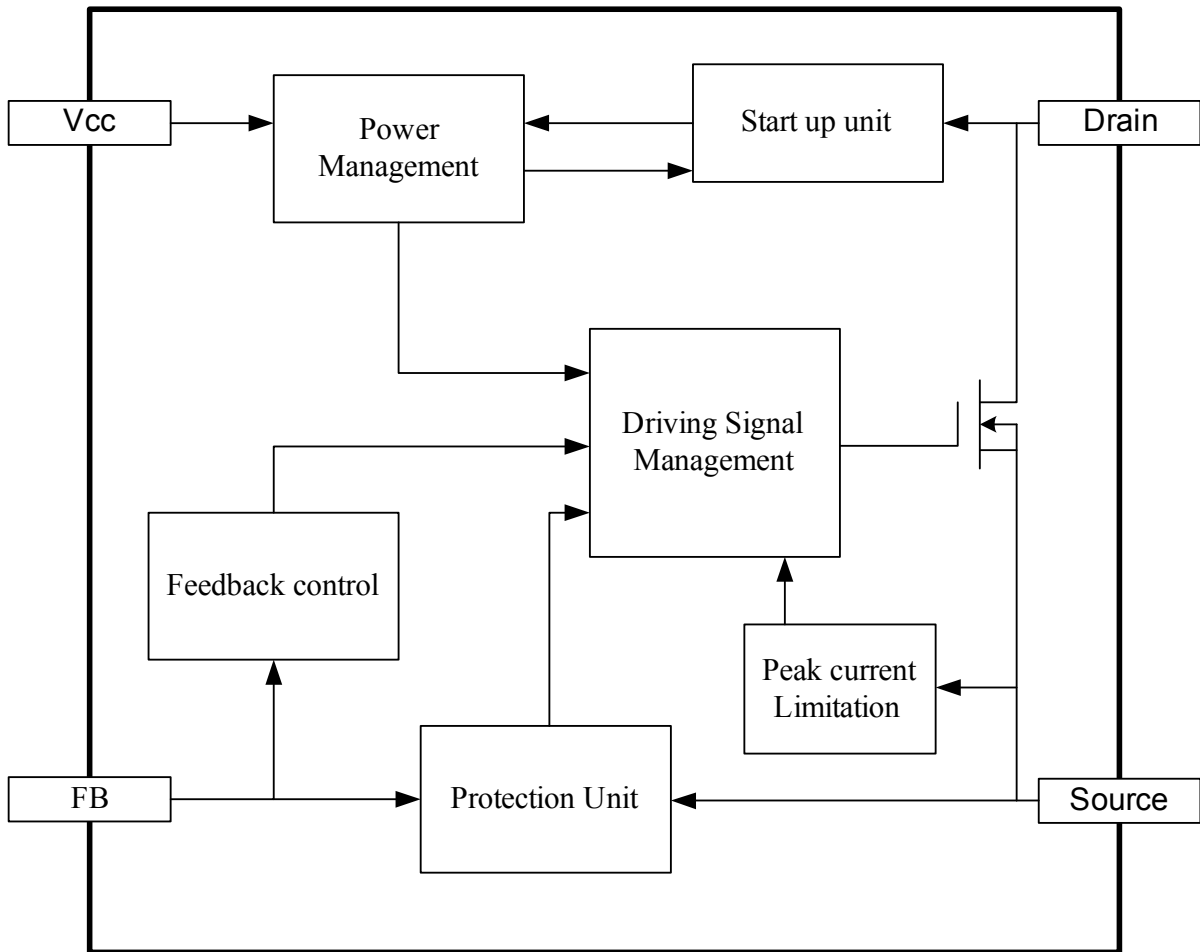 Vcc
Power
Management
Start up unit
Drain
Driving Signal
Management
Feedback control
Peak current
Limitation
FB
Protection Unit
Source